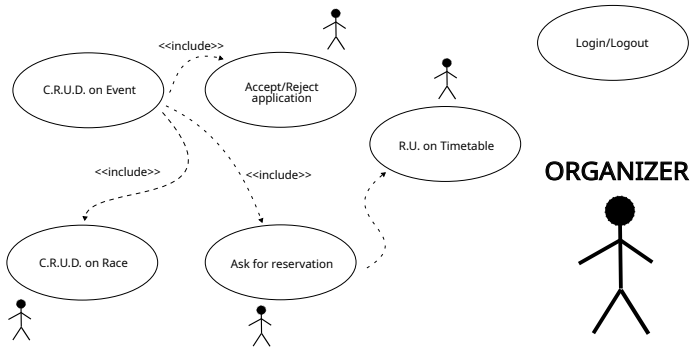 <<include>>
Login/Logout
C.R.U.D. on Event
Accept/Reject
application
R.U. on Timetable
<<include>>
<<include>>
ORGANIZER
C.R.U.D. on Race
Ask for reservation